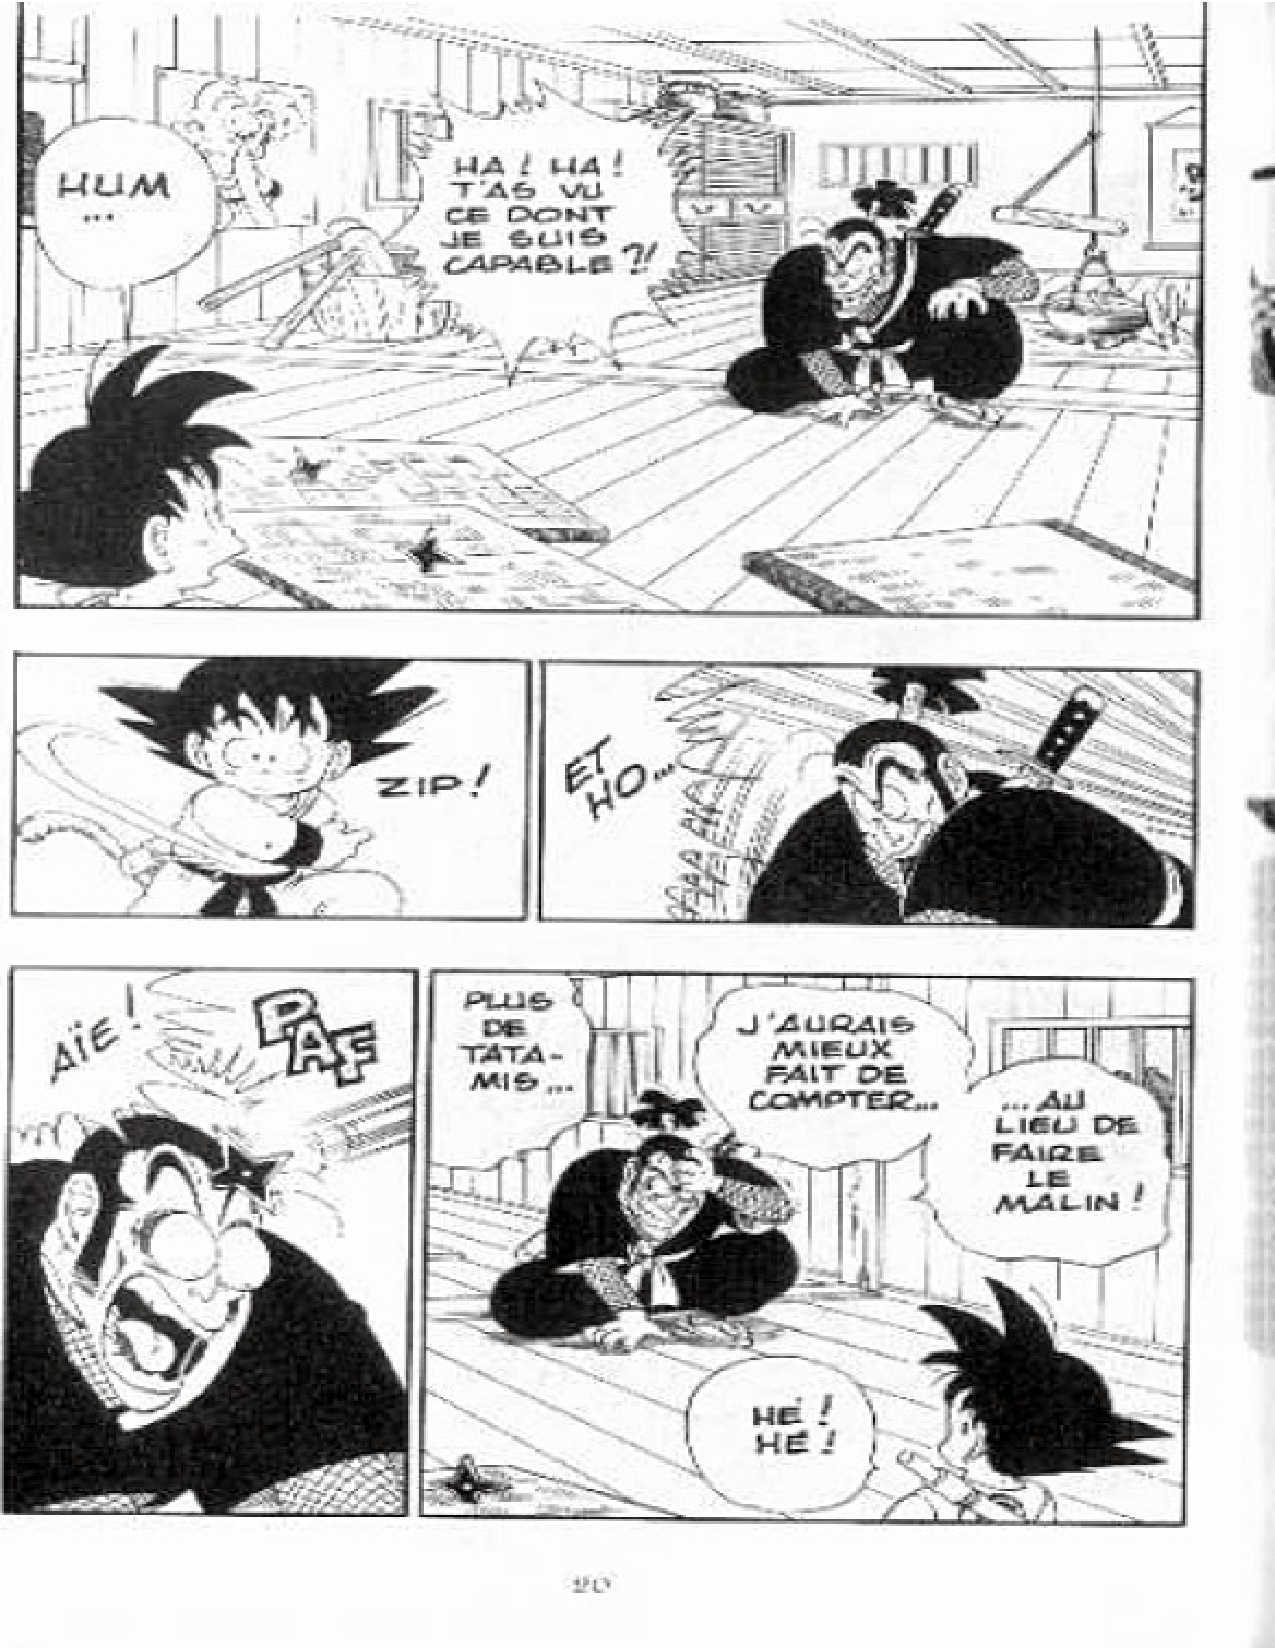 HUM
...
HA ! HA !
T'AS VU
CE DONT
JE SUIS
CAPABLE ?!
ZIP !
ET
HO...
AÏE !
PAF
PLUS
DE
TATA-
MIS...
J'AURAIS
MIEUX
FAIT DE
COMPTER...
... AU
LIEU DE
FAIRE
LE
MALIN !
HÉ !
HÉ !
20